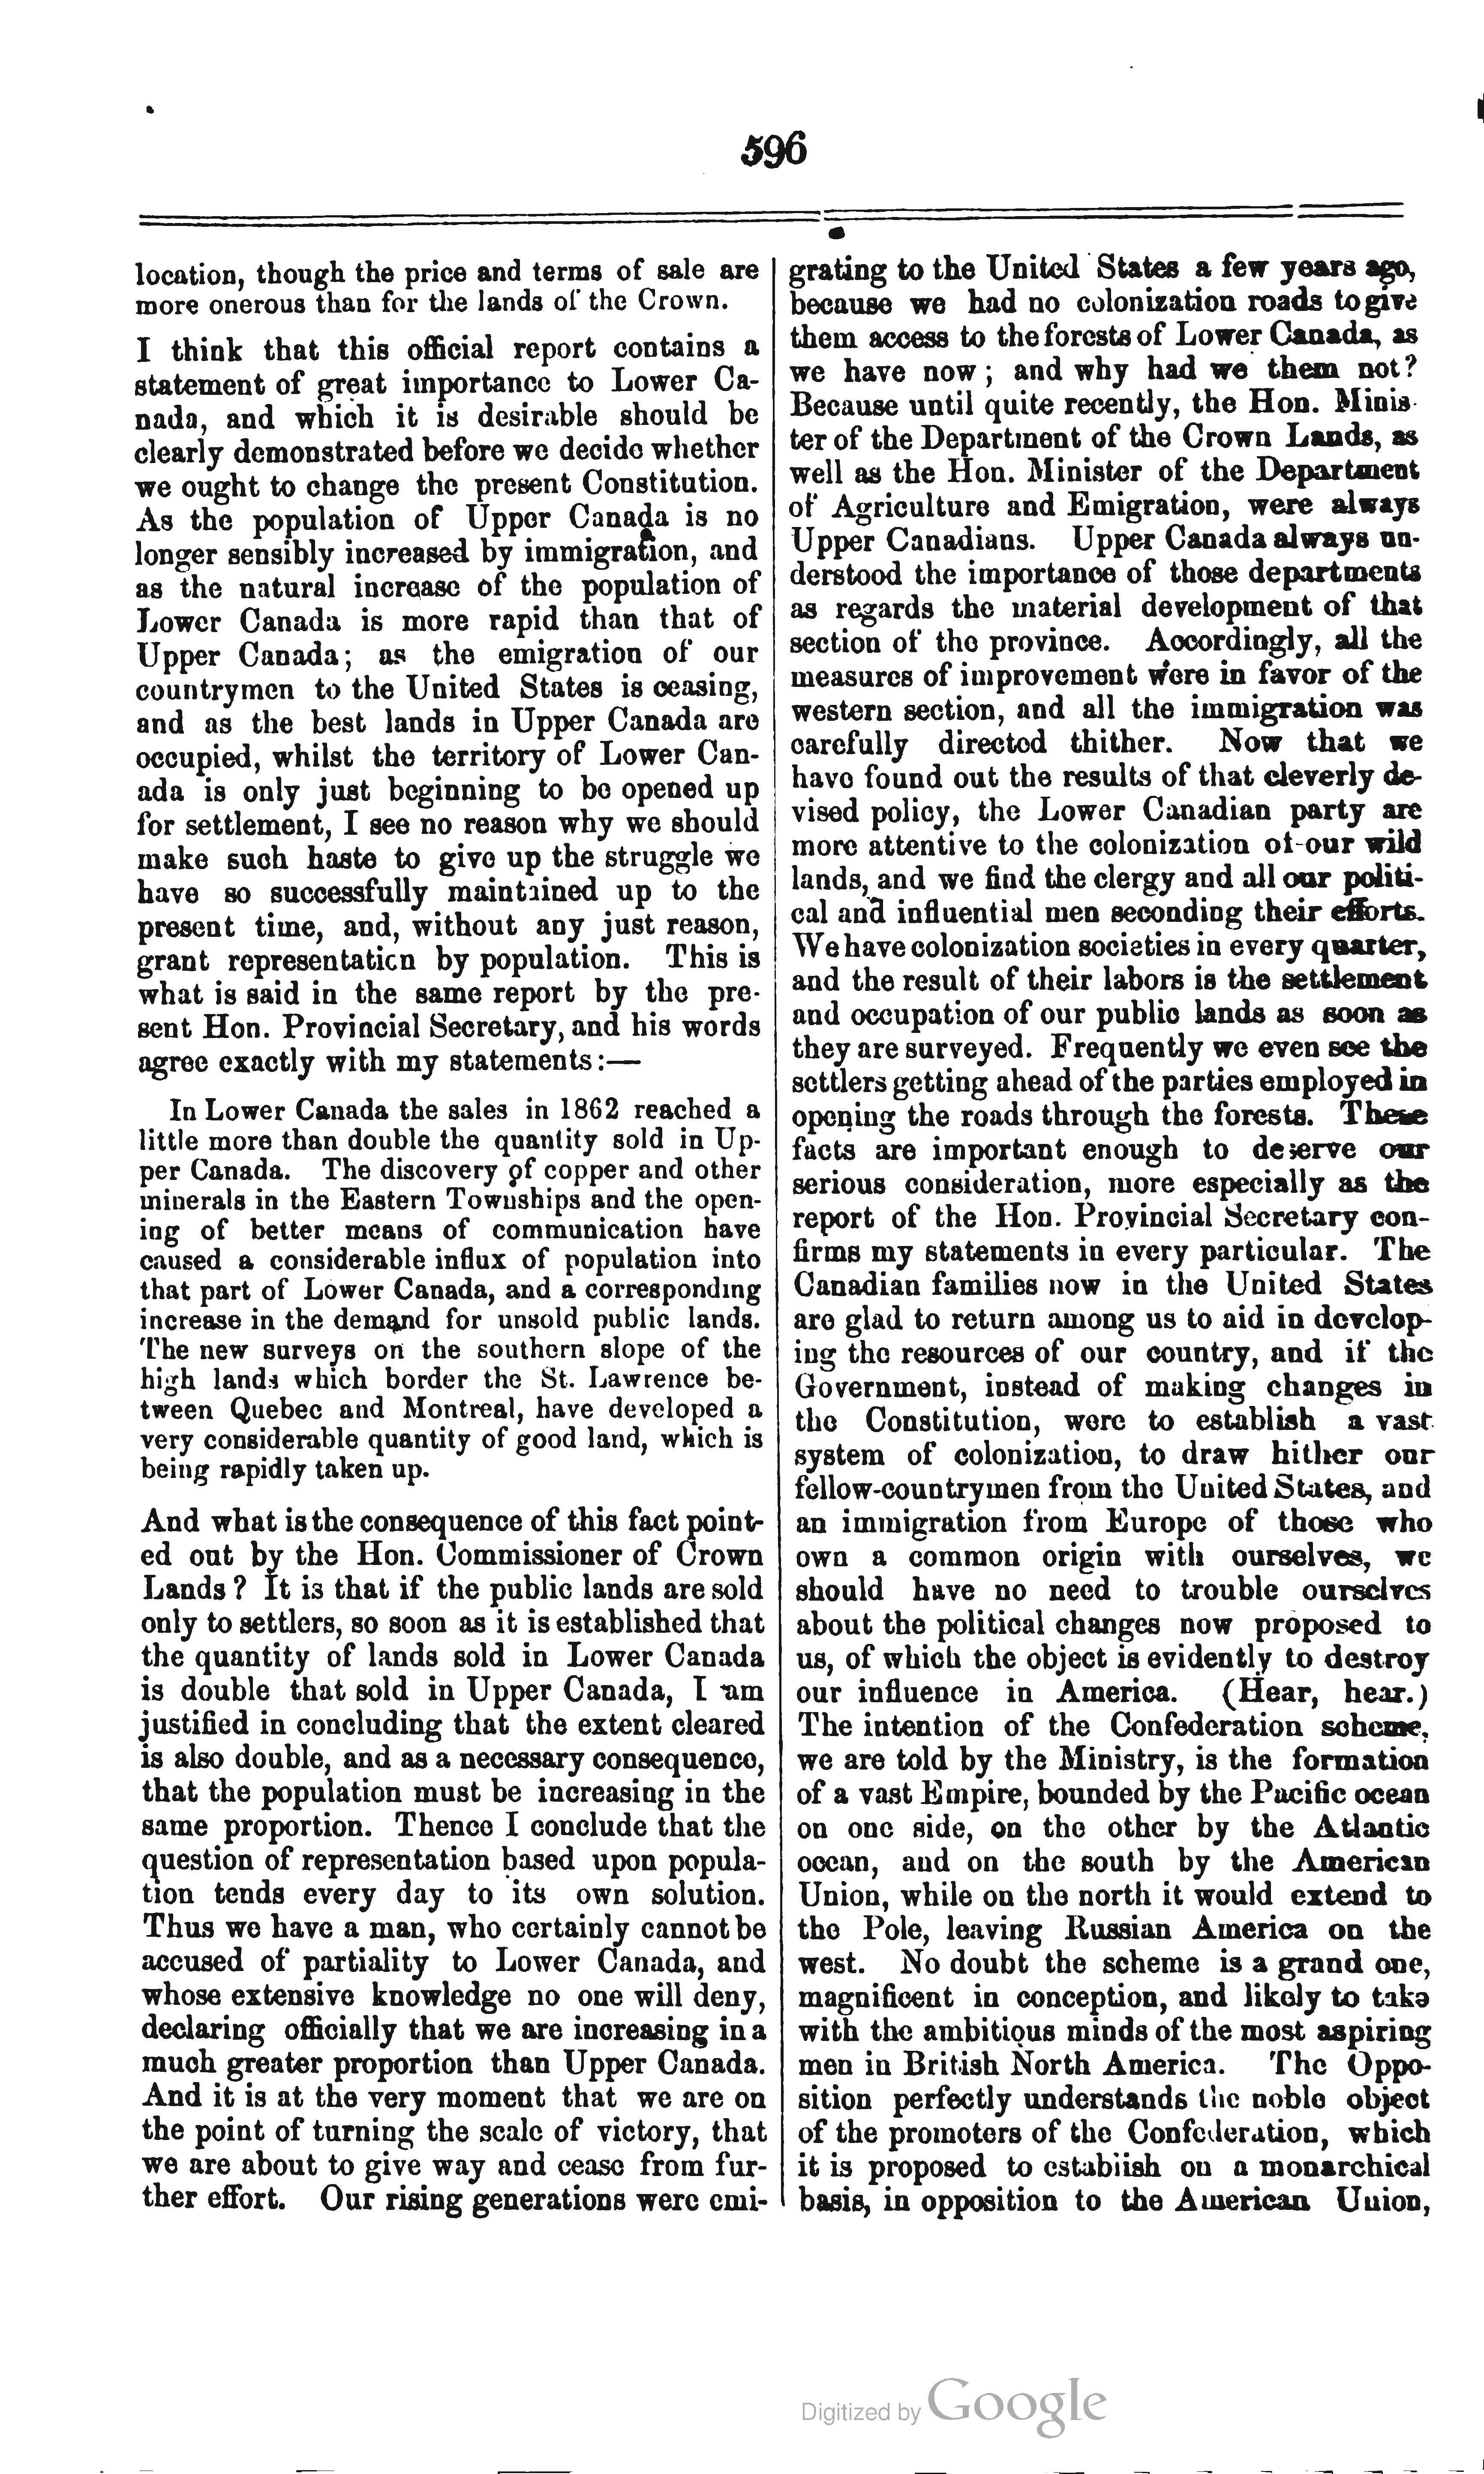 596
location, though the price and terms of sale are
more onerous than for the lands of the Crown.
I think that this official report contains a
statement of great importance to Lower Ca-
nada, and which it is desirable should be
clearly demonstrated before we decide whether
we ought to change the present Constitution.
As the population of Upper Canada is no
longer sensibly increased by immigration, and
as the natural increase of the population of
Lower Canada is more rapid than that of
Upper Canada; as the emigration of our
countrymen to the United States is ceasing,
and as the best lands in Upper Canada are
occupied, whilst the territory of Lower Can-
ada is only just beginning to be opened up
for settlement, I see no reason why we should
make such haste to give up the struggle we
have so successfully maintained up to the
present time, and, without any just reason,
grant representation by population. This is
what is said in the same report by the pre-
sent Hon. Provincial Secretary, and his words
agree exactly with my statements:—
In Lower Canada the sales in 1862 reached a
little more than double the quantity sold in Up-
per Canada. The discovery of copper and other
minerals in the Eastern Townships and the open-
ing of better means of communication have
caused a considerable influx of population into
that part of Lower Canada, and a corresponding
increase in the demand for unsold public lands.
The new surveys on the southern slope of the
high lands which border the St. Lawrence be-
tween Quebec and Montreal, have developed a
very considerable quantity of good land, which is
being rapidly taken up.
And what is the consequence of this fact point-
ed out by the Hon. Commissioner of Crown
Lands? It is that if the public lands are sold
only to settlers, so soon as it is established that
the quantity of lands sold in Lower Canada
is double that sold in Upper Canada, I am
justified in concluding that the extent cleared
is also double, and as a necessary consequence,
that the population must be increasing in the
same proportion. Thence I conclude that the
question of representation based upon popula-
tion tends every day to its own solution.
Thus we have a man, who certainly cannot be
accused of partiality to Lower Canada, and
whose extensive knowledge no one will deny,
declaring officially that we are increasing in a
much greater proportion than Upper Canada.
And it is at the very moment that we are on
the point of turning the scale of victory, that
we are about to give way and cease from fur-
ther effort. Our rising generations were emi-
grating to the United States a few years ago,
because we had no colonization roads to give
them access to the forests of Lower Canada, as
we have now; and why had we them not?
Because until quite recently, the Hon. Minis-
ter of the Department of the Crown Lands, as
well as the Hon. Minister of the Department
of Agriculture and Emigration, were always
Upper Canadians. Upper Canada always un-
derstood the importance of those departments
as regards the material development of that
section of the province. Accordingly, all the
measures of improvement were in favor of the
western section, and all the immigration was
carefully directed thither. Now that we
have found out the results of that cleverly de-
vised policy, the Lower Canadian party are
more attentive to the colonization of our wild
lands, and we find the clergy and all our politi-
cal and influential men seconding their efforts.
We have colonization societies in every quarter,
and the result of their labors is the settlement
and occupation of our public lands as soon as
they are surveyed. Frequently we even see the
settlers getting ahead of the parties employed in
opening the roads through the forests. These
facts are important enough to deserve our
serious consideration, more especially as the
report of the Hon. Provincial Secretary con-
firms my statements in every particular. The
Canadian families now in the United States
are glad to return among us to aid in develop-
ing the resources of our country, and if the
Government, instead of making changes in
the Constitution, were to establish a vast
system of colonization, to draw hither our
fellow-countrymen from the United States, and
an immigration from Europe of those who
own a common origin with ourselves, we
should have no need to trouble ourselves
about the political changes now proposed to
us, of which the object is evidently to destroy
our influence in America. (Hear, hear.)
The intention of the Confederation scheme,
we are told by the Ministry, is the formation
of a vast Empire, bounded by the Pacific ocean
on one side, on the other by the Atlantic
ocean, and on the south by the American
Union, while on the north it would extend to
the Pole, leaving Russian America on the
west. No doubt the scheme is a grand one,
magnificent in conception, and likely to take
with the ambitious minds of the most aspiring
men in British North America. The Oppo-
sition perfectly understands the noble object
of the promoters of the Confederation, which
it is proposed to establish on a monarchical
basis, in opposition to the American Union,
Digitized by Google